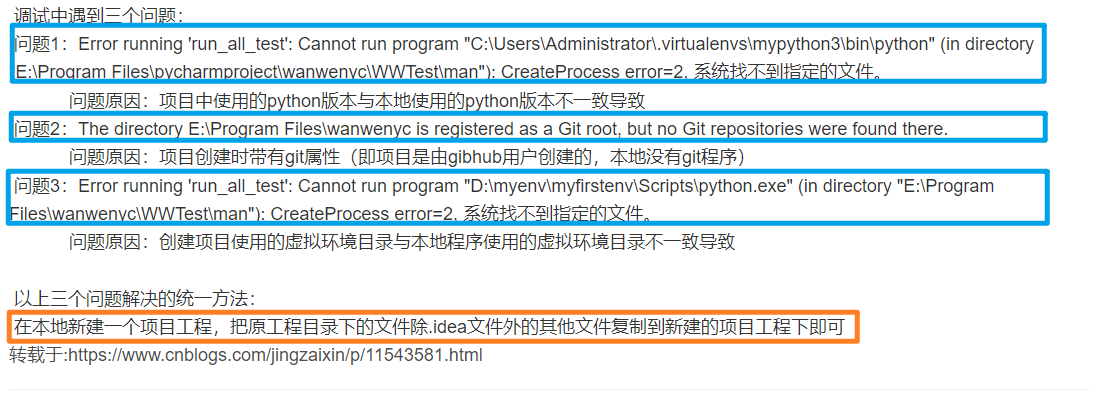 调试中遇到三个问题：
问题1：Error running 'run_all_test': Cannot run program "C:\Users\Administrator\.virtualenvs\mypython3\bin\python" (in directory
E:\Program Files\pycharmproject\wanwenyc\WWTest\man"): CreateProcess error=2, 系统找不到指定的文件。
问题原因：项目中使用的python版本与本地使用的python版本不一致导致
问题2：The directory E:\Program Files\wanwenyc is registered as a Git root, but no Git repositories were found there.
问题原因：项目创建时带有git属性（即项目是由gibhub用户创建的，本地没有git程序）
问题3：Error running 'run_all_test': Cannot run program "D:\myenv\myfirstenv\Scripts\python.exe" (in directory "E:\Program
Files\wanwenyc\WWTest\man"): CreateProcess error=2, 系统找不到指定的文件。
问题原因：创建项目使用的虚拟环境目录与本地程序使用的虚拟环境目录不一致导致
以上三个问题解决的统一方法：
在本地新建一个项目工程，把原工程目录下的文件除.idea文件外的其他文件复制到新建的项目工程下即可
转载于:https://www.cnblogs.com/jingzaixin/p/11543581.html